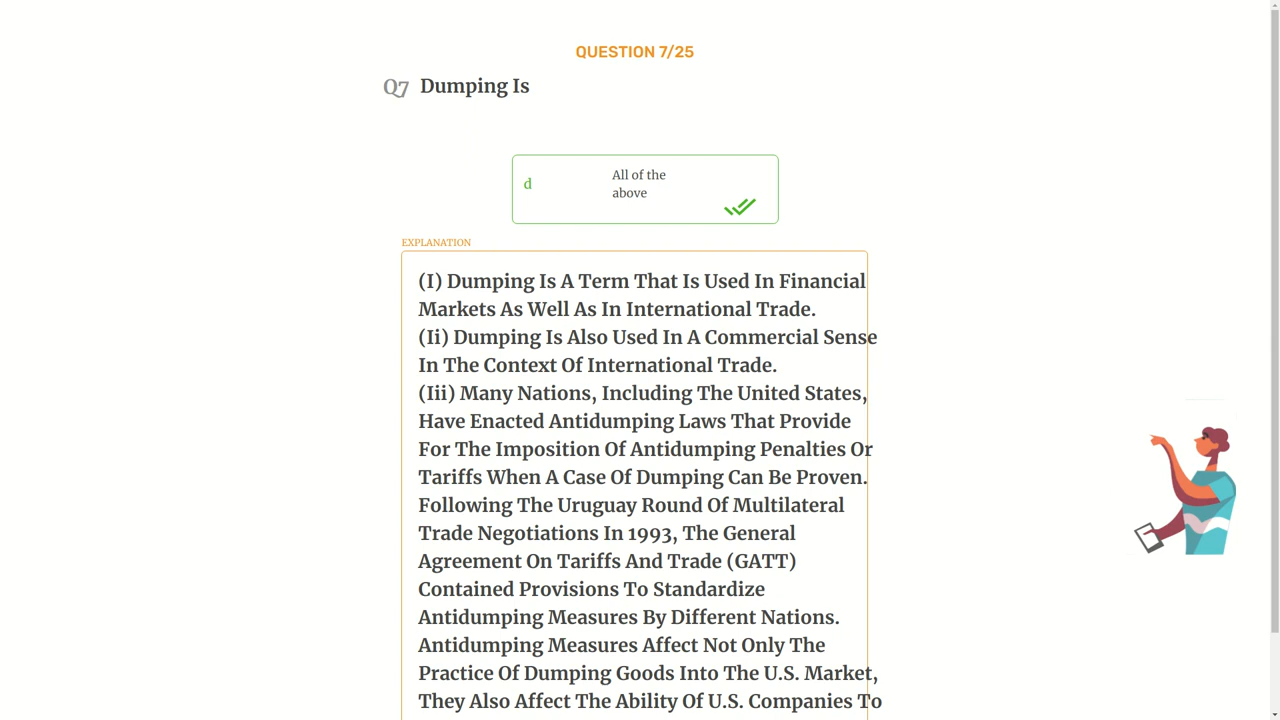 QUESTION 7/25
Q7 Dumping Is
d
All of the
above
EXPLANATION
(I) Dumping Is A Term That Is Used In Financial
Markets As Well As In International Trade.
(Ii) Dumping Is Also Used In A Commercial Sense
In The Context Of International Trade.
(Iii) Many Nations, Including The United States,
Have Enacted Antidumping Laws That Provide
For The Imposition Of Antidumping Penalties Or
Tariffs When A Case Of Dumping Can Be Proven.
Following The Uruguay Round Of Multilateral
Trade Negotiations In 1993, The General
Agreement On Tariffs And Trade (GATT)
Contained Provisions To Standardize
Antidumping Measures By Different Nations.
Antidumping Measures Affect Not Only The
Practice Of Dumping Goods Into The U.S. Market,
They Also Affect The Ability Of U.S. Companies To